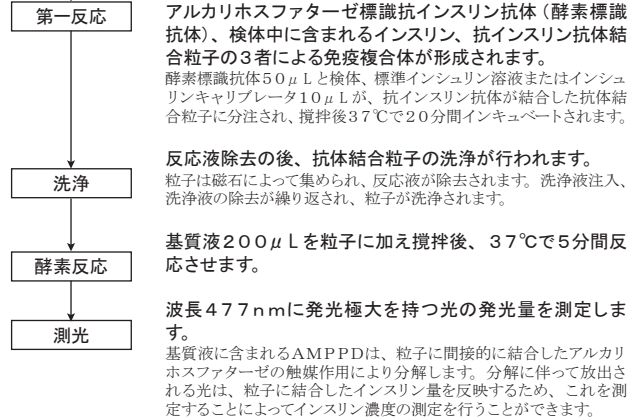 第一反応
アルカリホスファターゼ標識抗インスリン抗体（酵素標識
抗体）、検体中に含まれるインスリン、抗インスリン抗体結
合粒子の３者による免疫複合体が形成されます。
酵素標識抗体５０μＬと検体、標準インシュリン溶液またはインシュ
リンキャリブレータ１０μＬが、抗インスリン抗体が結合した抗体結
合粒子に分注され、撹拌後３７℃で２０分間インキュベートされます。
洗浄
反応液除去の後、抗体結合粒子の洗浄が行われます。
粒子は磁石によって集められ、反応液が除去されます。洗浄液注入、
洗浄液の除去が繰り返され、粒子が洗浄されます。
酵素反応
基質液２００μＬを粒子に加え撹拌後、３７℃で５分間反
応させます。
測光
波長４７７ｎｍに発光極大を持つ光の発光量を測定しま
す。
基質液に含まれるＡＭＰＰＤは、粒子に間接的に結合したアルカリ
ホスファターゼの触媒作用により分解します。分解に伴って放出さ
れる光は、粒子に結合したインスリン量を反映するため、これを測
定することによってインスリン濃度の測定を行うことができます。